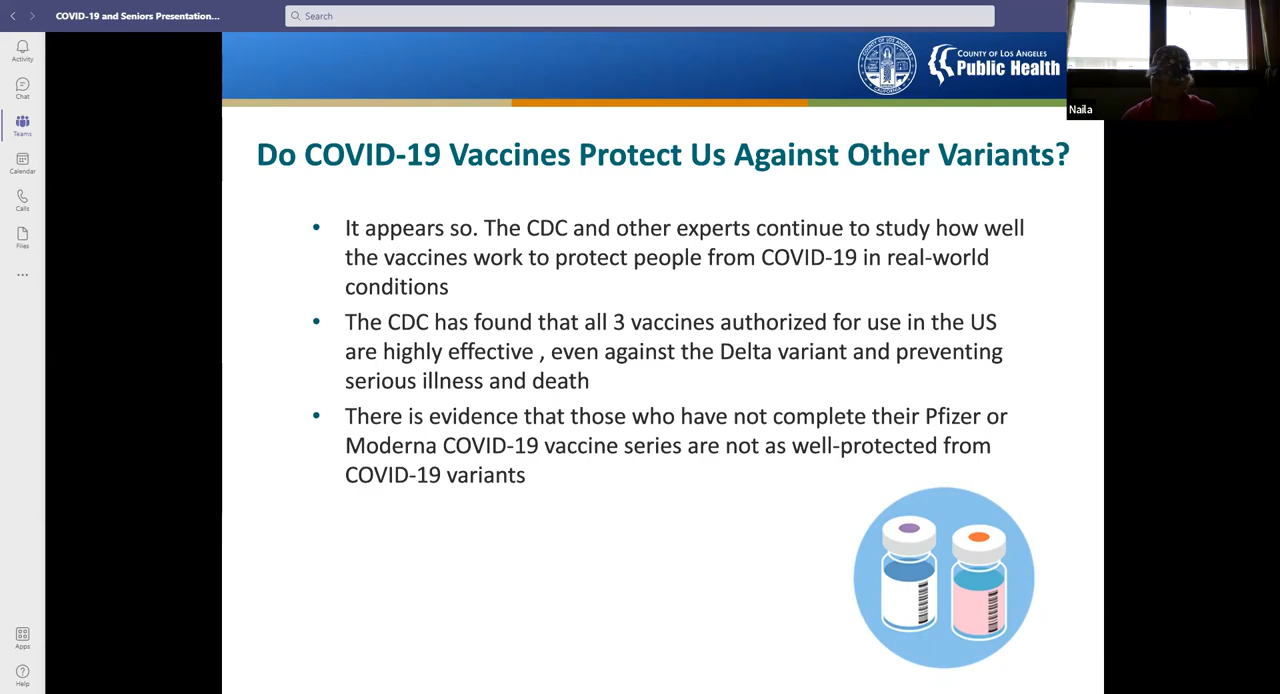 COVID-19 and Seniors Presentation...
Search
Activity
Chat
Teams
Calendar
Calls
Files
Apps
Help
COUNTY OF LOS ANGELES
Public Health
Naila
Do COVID-19 Vaccines Protect Us Against Other Variants?
• It appears so. The CDC and other experts continue to study how well
the vaccines work to protect people from COVID-19 in real-world
conditions
• The CDC has found that all 3 vaccines authorized for use in the US
are highly effective , even against the Delta variant and preventing
serious illness and death
• There is evidence that those who have not complete their Pfizer or
Moderna COVID-19 vaccine series are not as well-protected from
COVID-19 variants